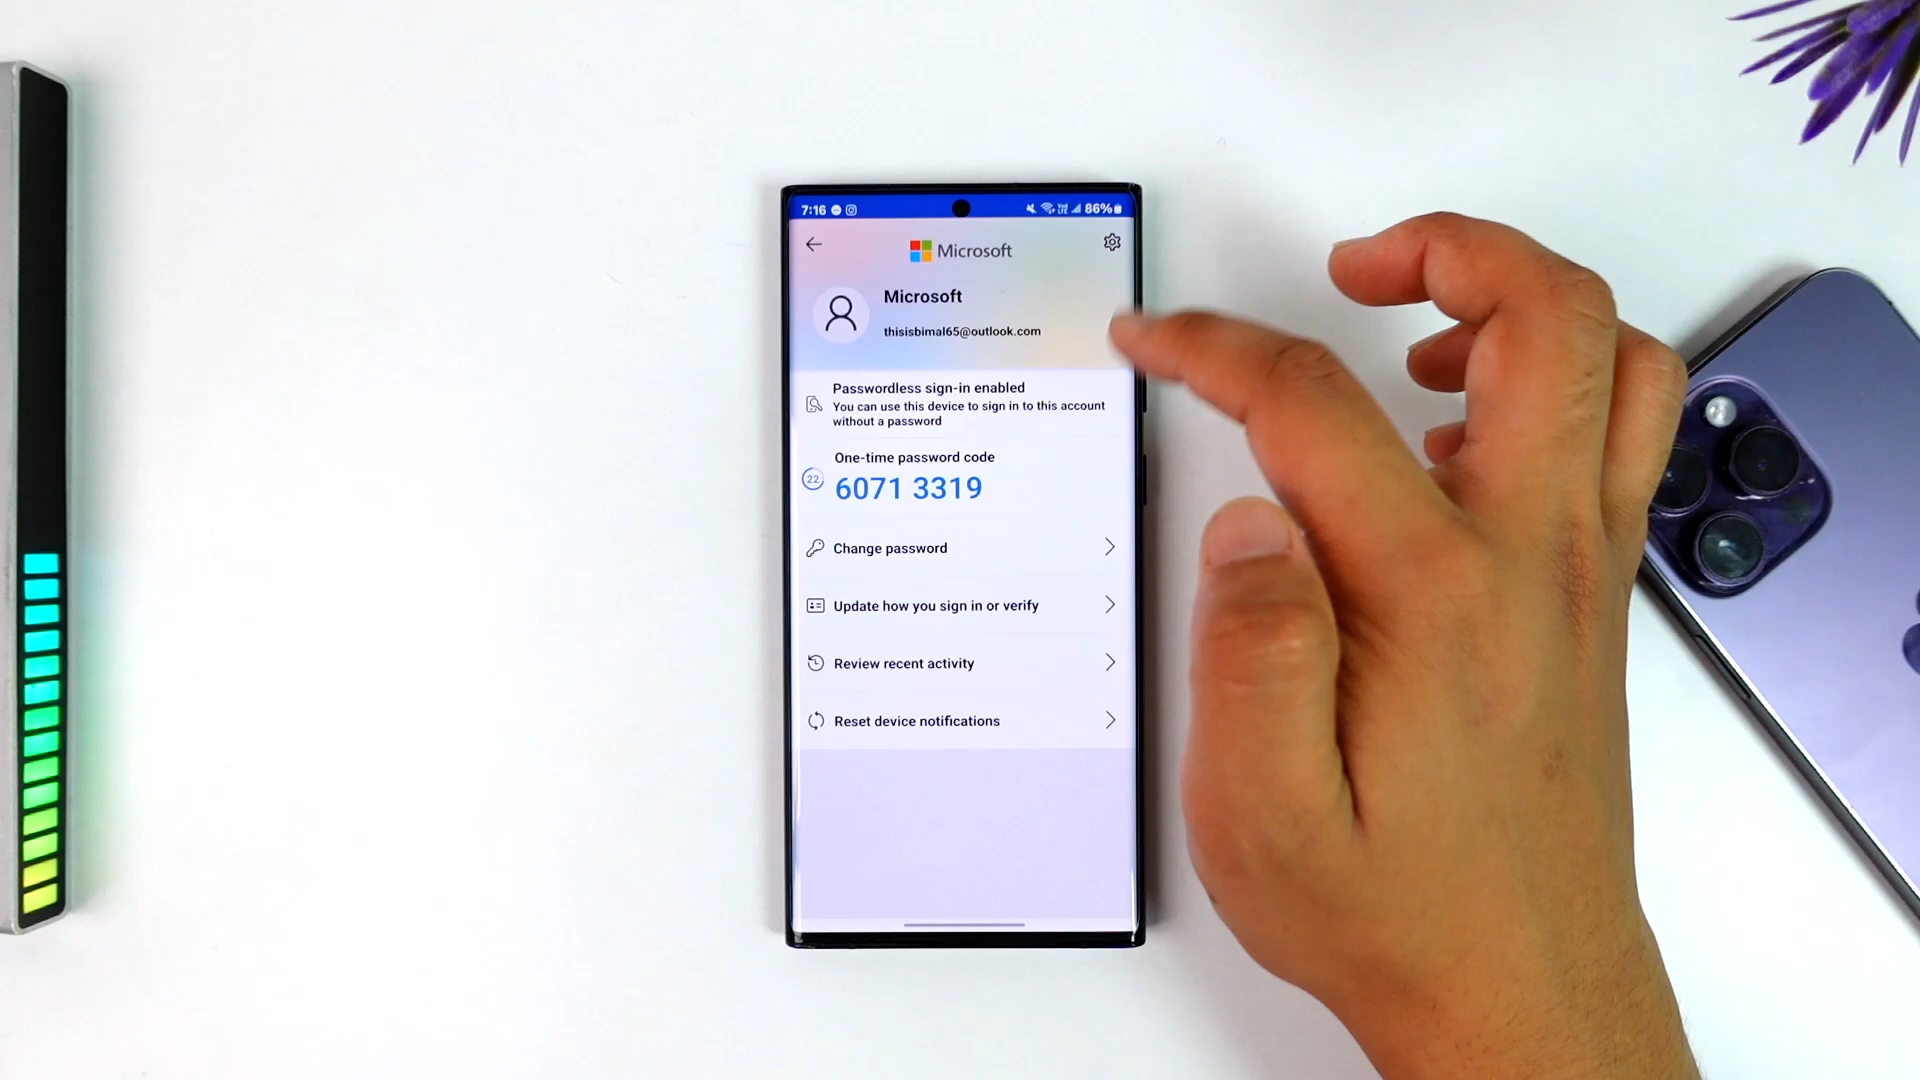 7:16 86%
Microsoft
Microsoft
thisisbimal65@outlook.com
Passwordless sign-in enabled
You can use this device to sign in to this account
without a password
One-time password code
22
6071 3319
Change password
Update how you sign in or verify
Review recent activity
Reset device notifications